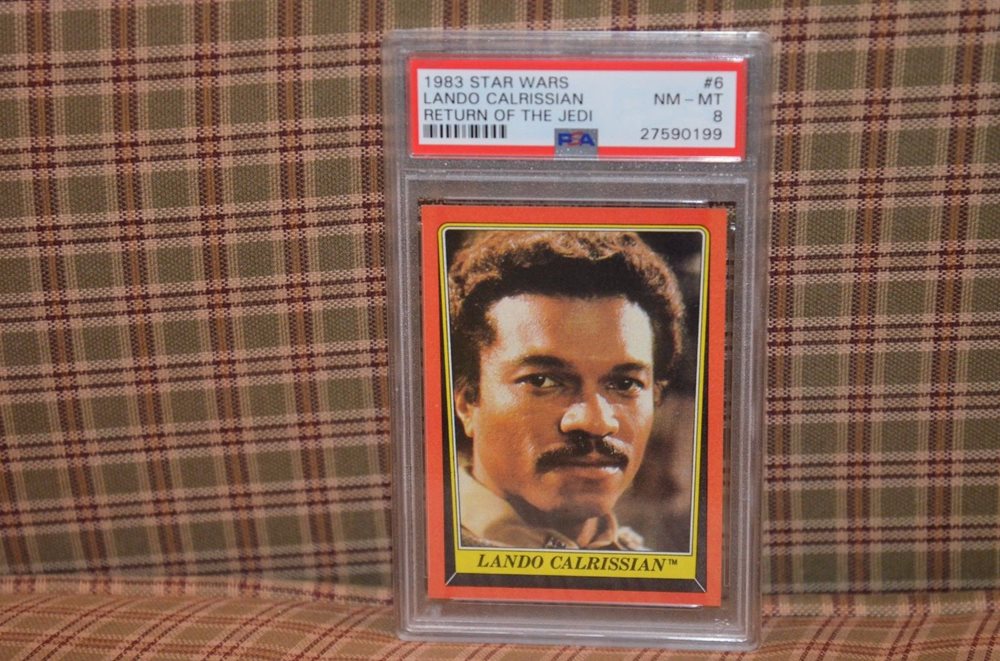 1983 STAR WARS #6
LANDO CALRISSIAN NM - MT
RETURN OF THE JEDI 8
PSA 27590199
LANDO CALRISSIAN™